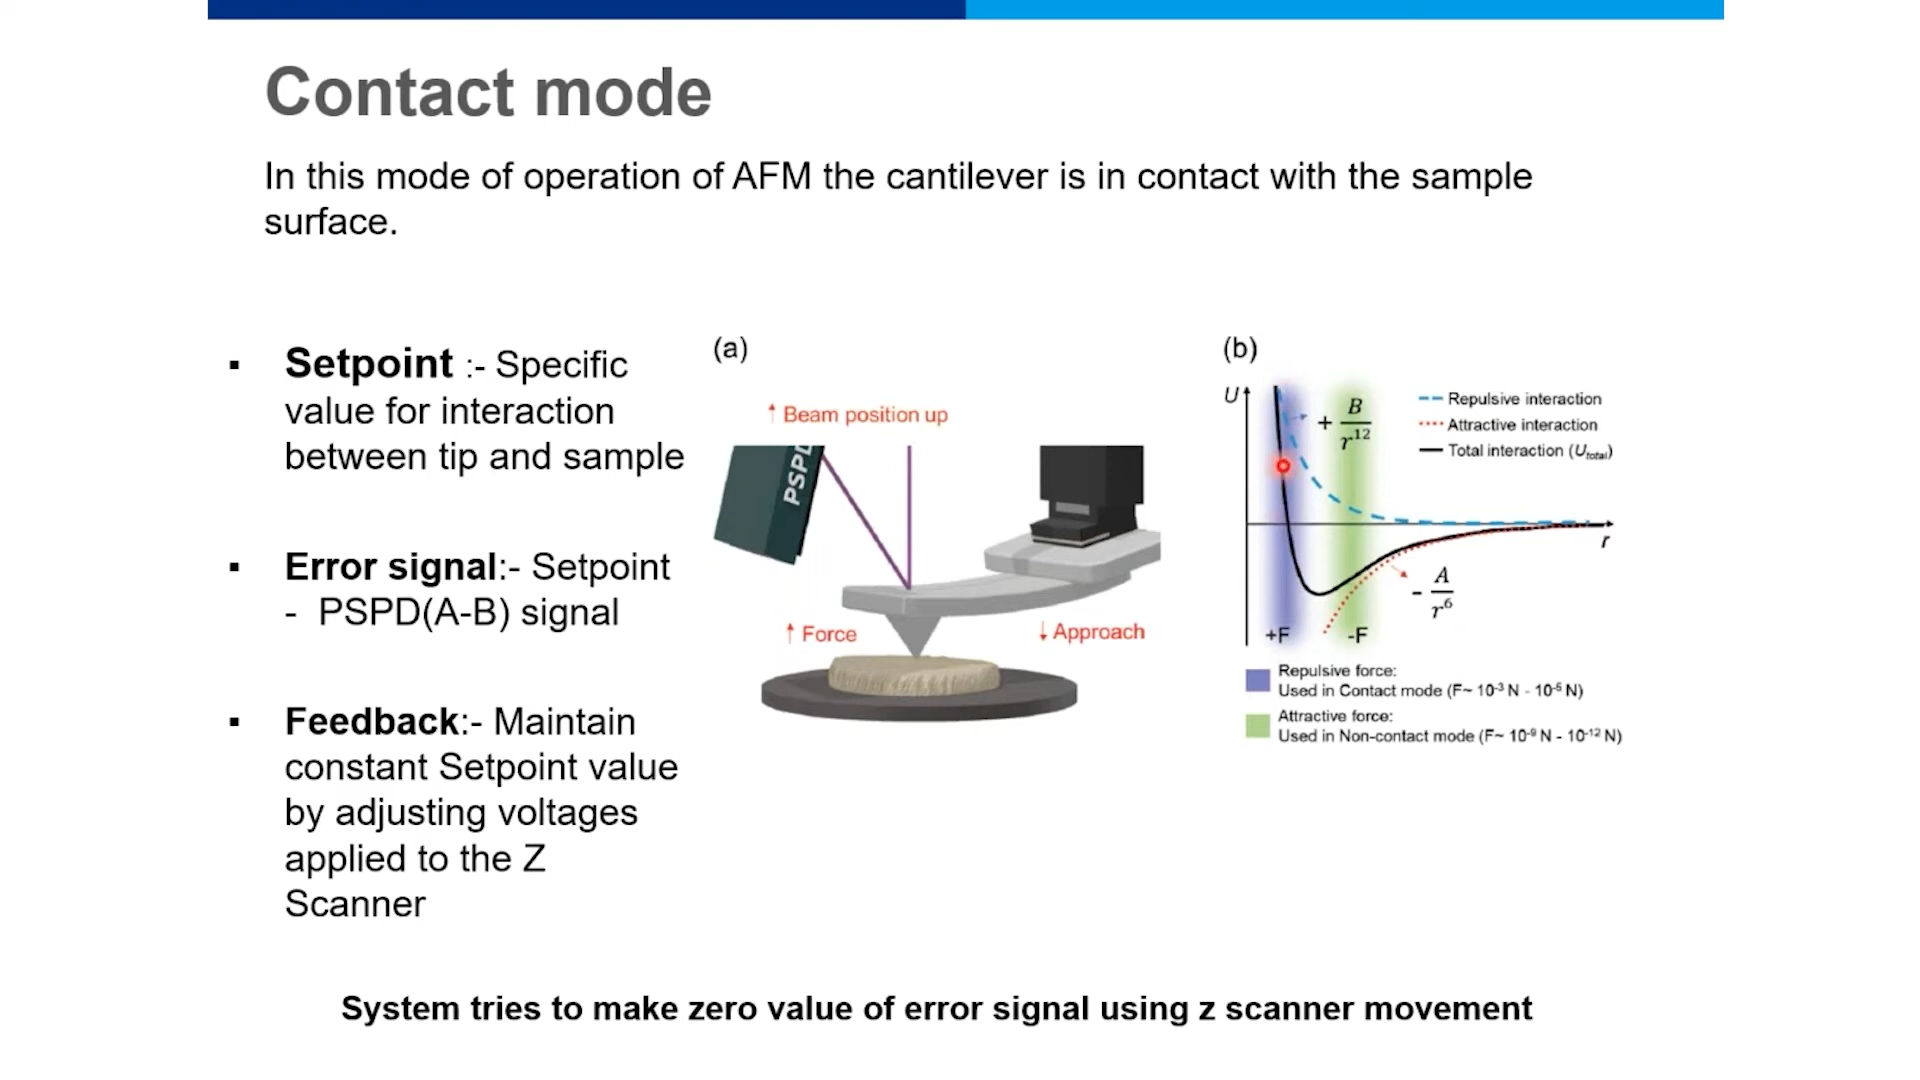 Contact mode
In this mode of operation of AFM the cantilever is in contact with the sample
surface.
▪ Setpoint :- Specific
value for interaction
between tip and sample
▪ Error signal:- Setpoint
- PSPD(A-B) signal
▪ Feedback:- Maintain
constant Setpoint value
by adjusting voltages
applied to the Z
Scanner
(a)
↑ Beam position up
PSPD
↑ Force
↓ Approach
(b)
U
+ B/r¹²
Repulsive interaction
Attractive interaction
Total interaction (Utotal)
r
- A/r⁶
+F
-F
Repulsive force:
Used in Contact mode (F~ 10⁻³ N - 10⁻⁵ N)
Attractive force:
Used in Non-contact mode (F~ 10⁻⁹ N - 10⁻¹² N)
System tries to make zero value of error signal using z scanner movement